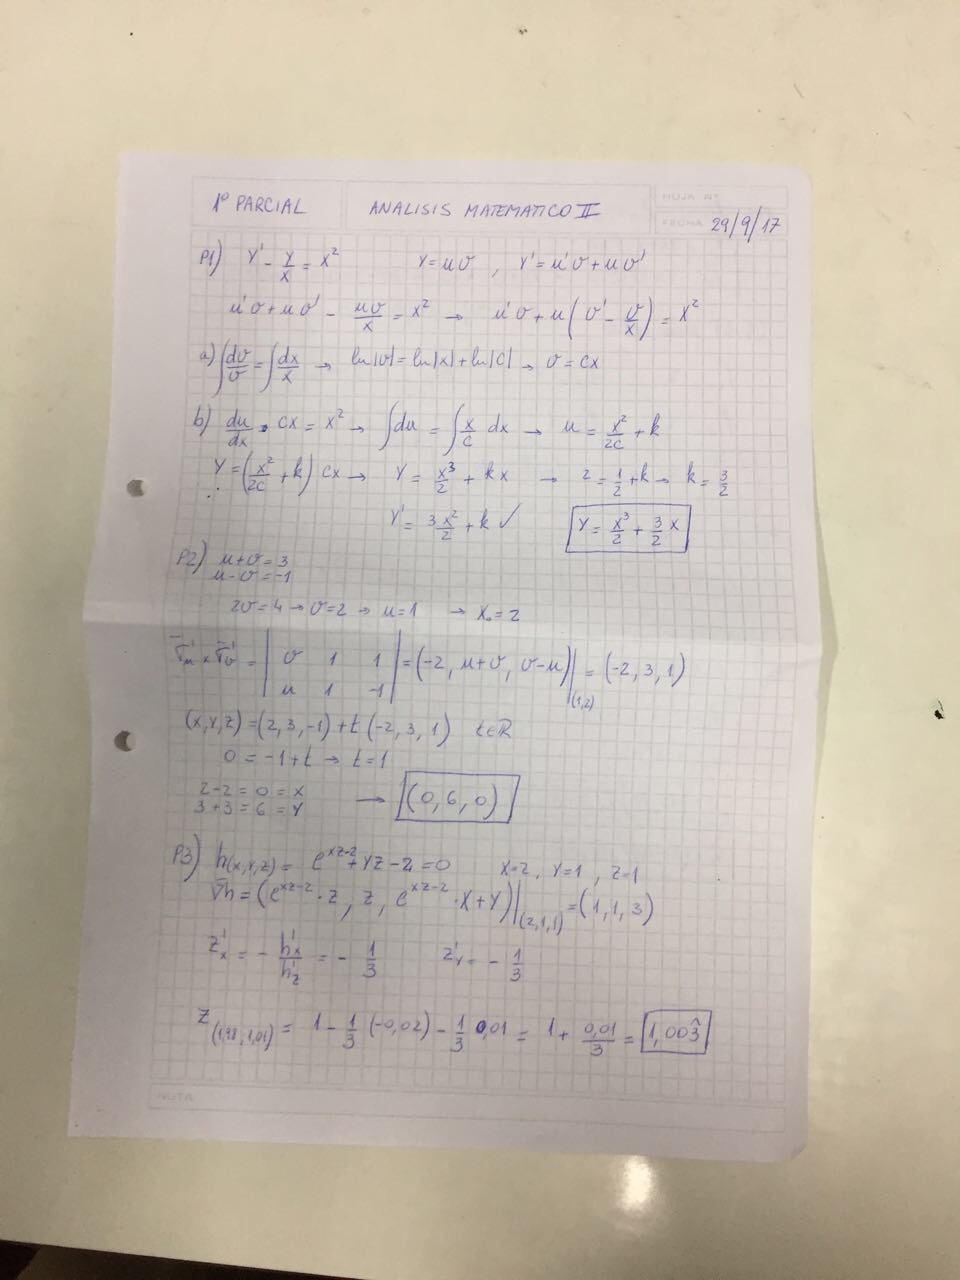 1º PARCIAL
ANALISIS MATEMATICO II
HOJA Nº
FECHA 29/9/17
P1) Y' - Y/X = X² Y = uv , Y' = u'v + uv'
u'v + uv' - uv/x = x² → u'v + u(v' - v/x) = x²
a) ∫dv/v = ∫dx/x → ln|v| = ln|x| + ln|C| → v = cx
b) du/dx • cx = x² → ∫du = ∫x/c dx → u = x²/2c + k
Y = (x²/2c + k) cx → Y = x³/2 + kx → 2 = 1/2 + k → k = 3/2
Y' = 3x²/2 + k ✓ Y = x³/2 + 3/2 x
P2) u+v = 3
u-v = -1
2v = 4 → v = 2 → u = 1 → X₀ = 2
T'u × T'v = | v 1 1 | = (-2, u+v, v-u)| = (-2, 3, 1)
u 1 -1 (1,2)
(X,Y,Z) = (2,3,-1) + t (-2, 3, 1) t∈R
0 = -1 + t → t = 1
2-2 = 0 = X
3+3 = 6 = Y → (0, 6, 0)
P3) h(x,y,z) = e^(xz-2) + yz - 2 = 0 X=2, Y=1, Z=1
∇h = (e^(xz-2) · z, z, e^(xz-2) · x + y)|(2,1,1) = (1, 1, 3)
z'x = - h'x/h'z = - 1/3 z'y = - 1/3
Z(1,98, 1,01) = 1 - 1/3 (-0,02) - 1/3 0,01 = 1 + 0,01/3 = 1,003̂
NOTA